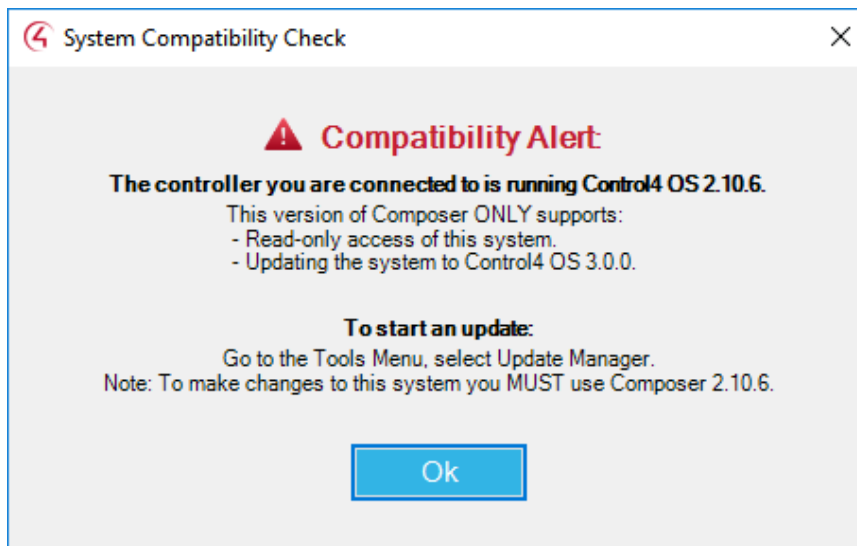 System Compatibility Check
Compatibility Alert:
The controller you are connected to is running Control4 OS 2.10.6.
This version of Composer ONLY supports:
- Read-only access of this system.
- Updating the system to Control4 OS 3.0.0.
To start an update:
Go to the Tools Menu, select Update Manager.
Note: To make changes to this system you MUST use Composer 2.10.6.
Ok